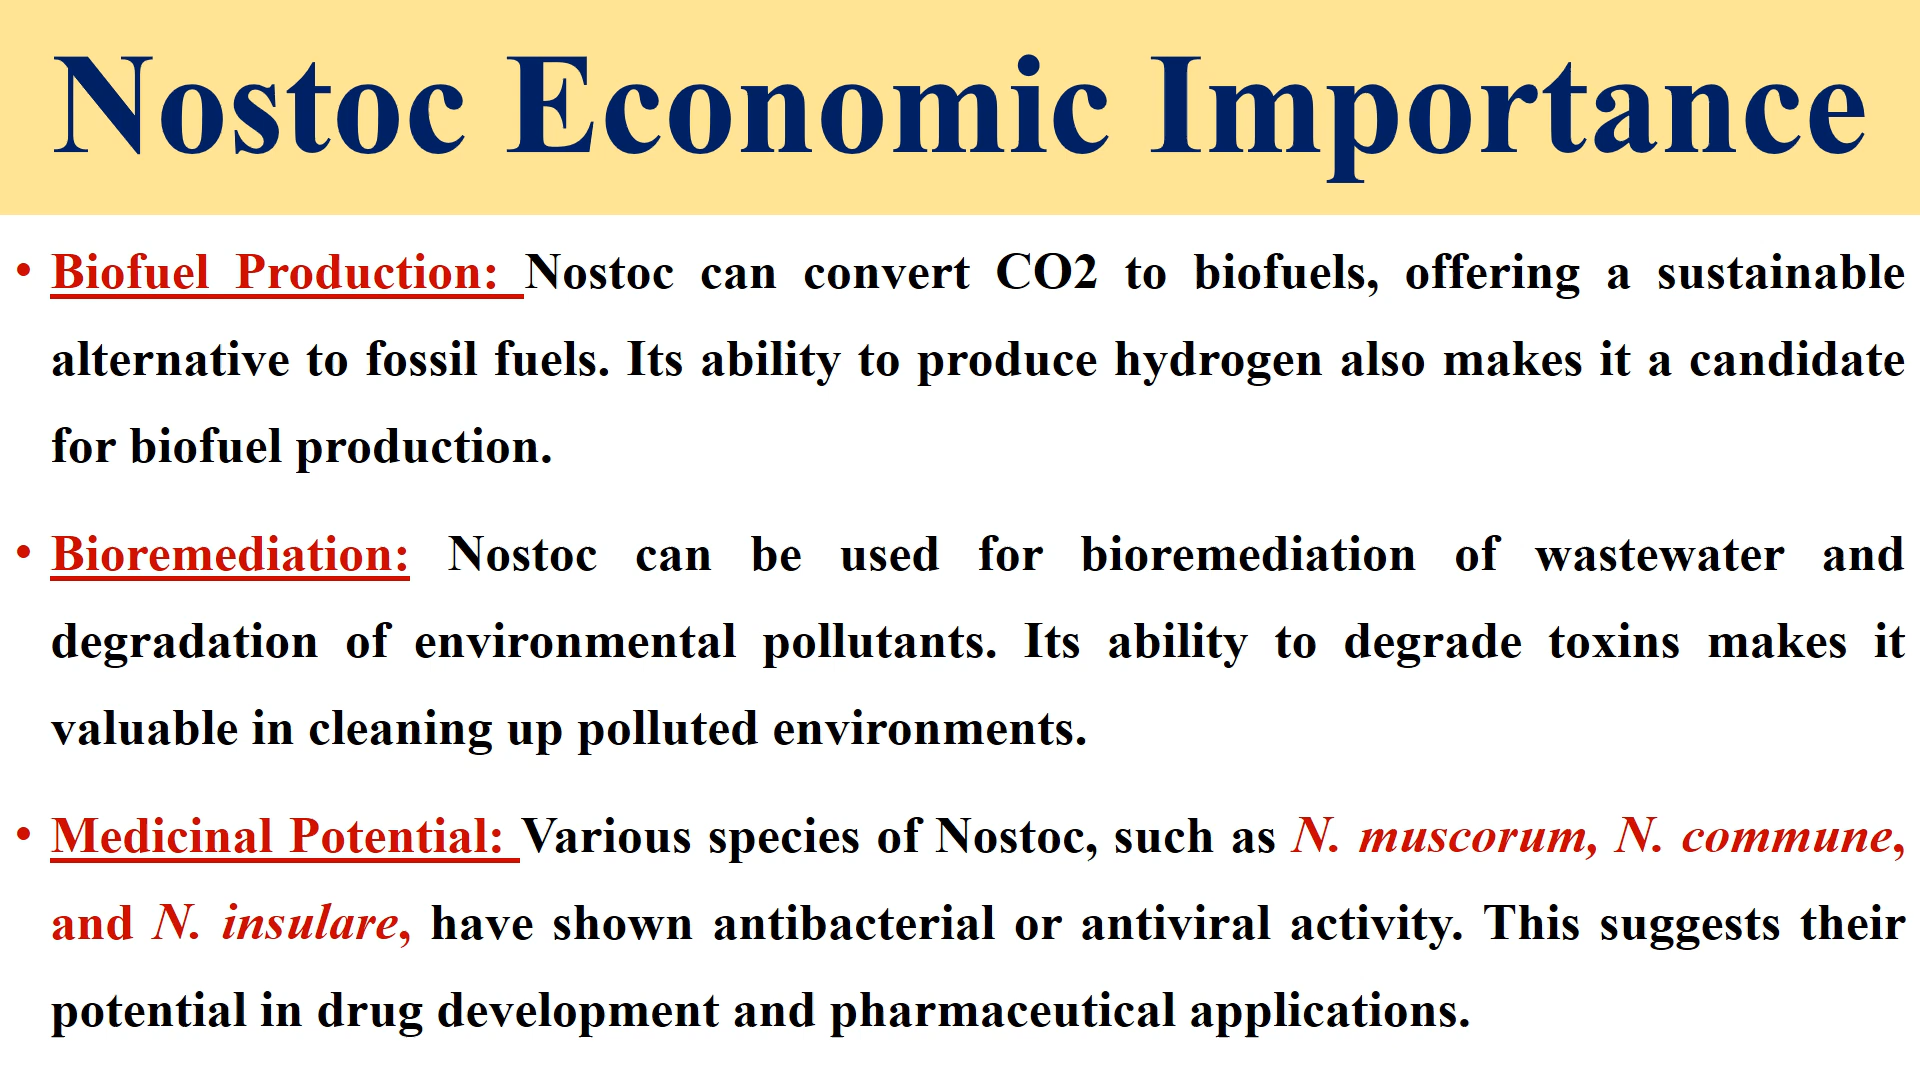 Nostoc Economic Importance
• Biofuel Production: Nostoc can convert CO2 to biofuels, offering a sustainable
alternative to fossil fuels. Its ability to produce hydrogen also makes it a candidate
for biofuel production.
• Bioremediation: Nostoc can be used for bioremediation of wastewater and
degradation of environmental pollutants. Its ability to degrade toxins makes it
valuable in cleaning up polluted environments.
• Medicinal Potential: Various species of Nostoc, such as N. muscorum, N. commune,
and N. insulare, have shown antibacterial or antiviral activity. This suggests their
potential in drug development and pharmaceutical applications.